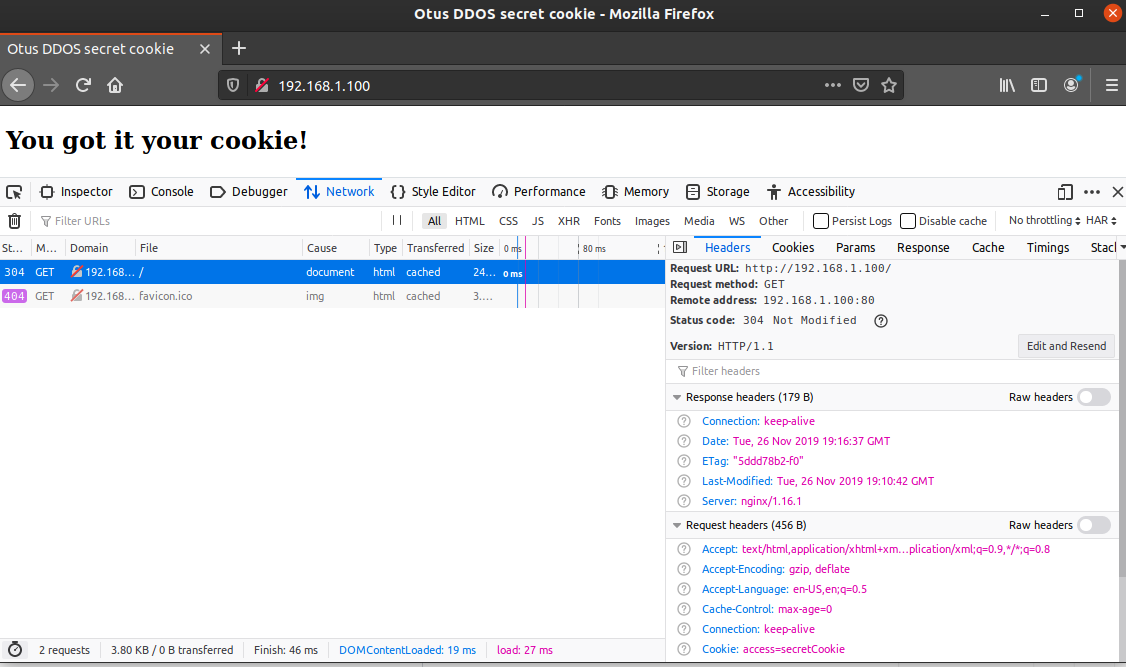 Otus DDOS secret cookie - Mozilla Firefox
Otus DDOS secret cookie
192.168.1.100
You got it your cookie!
Inspector Console Debugger Network Style Editor Performance Memory Storage Accessibility
Filter URLs All HTML CSS JS XHR Fonts Images Media WS Other Persist Logs Disable cache No throttling HAR
St... M... Domain File Cause Type Transferred Size 0 ms 80 ms
304 GET 192.168... / document html cached 24... 0 ms
404 GET 192.168... favicon.ico img html cached 3....
Headers Cookies Params Response Cache Timings Stack
Request URL: http://192.168.1.100/
Request method: GET
Remote address: 192.168.1.100:80
Status code: 304 Not Modified
Version: HTTP/1.1 Edit and Resend
Filter headers
Response headers (179 B) Raw headers
Connection: keep-alive
Date: Tue, 26 Nov 2019 19:16:37 GMT
ETag: "5ddd78b2-f0"
Last-Modified: Tue, 26 Nov 2019 19:10:42 GMT
Server: nginx/1.16.1
Request headers (456 B) Raw headers
Accept: text/html,application/xhtml+xm...plication/xml;q=0.9,*/*;q=0.8
Accept-Encoding: gzip, deflate
Accept-Language: en-US,en;q=0.5
Cache-Control: max-age=0
Connection: keep-alive
Cookie: access=secretCookie
2 requests 3.80 KB / 0 B transferred Finish: 46 ms DOMContentLoaded: 19 ms load: 27 ms